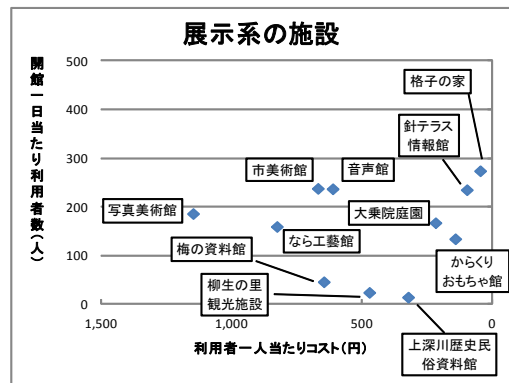 展示系の施設
開館一日当たり利用者数(人)
500
400
300
200
100
0
格子の家
針テラス
情報館
市美術館
音声館
写真美術館
大乗院庭園
梅の資料館
なら工藝館
柳生の里
観光施設
からくり
おもちゃ館
上深川歴史民
俗資料館
1,500
1,000
500
0
利用者一人当たりコスト(円)